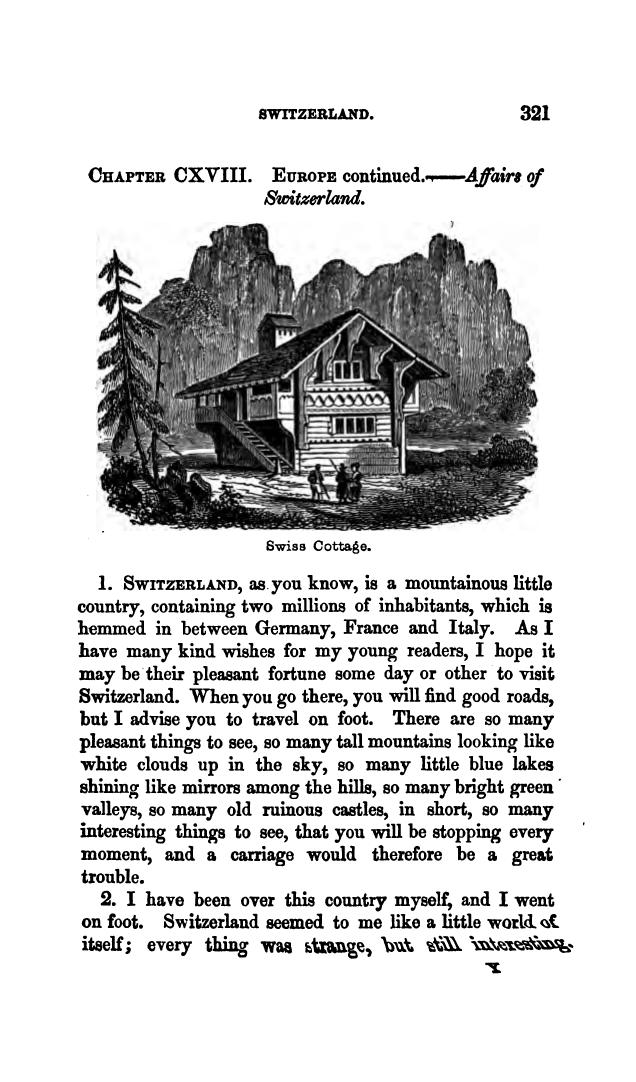 SWITZERLAND. 321
CHAPTER CXVIII. EUROPE continued.——Affairs of
Switzerland.
Swiss Cottage.
1. SWITZERLAND, as you know, is a mountainous little
country, containing two millions of inhabitants, which is
hemmed in between Germany, France and Italy. As I
have many kind wishes for my young readers, I hope it
may be their pleasant fortune some day or other to visit
Switzerland. When you go there, you will find good roads,
but I advise you to travel on foot. There are so many
pleasant things to see, so many tall mountains looking like
white clouds up in the sky, so many little blue lakes
shining like mirrors among the hills, so many bright green
valleys, so many old ruinous castles, in short, so many
interesting things to see, that you will be stopping every
moment, and a carriage would therefore be a great
trouble.
2. I have been over this country myself, and I went
on foot. Switzerland seemed to me like a little world of
itself; every thing was strange, but still interesting.
Y